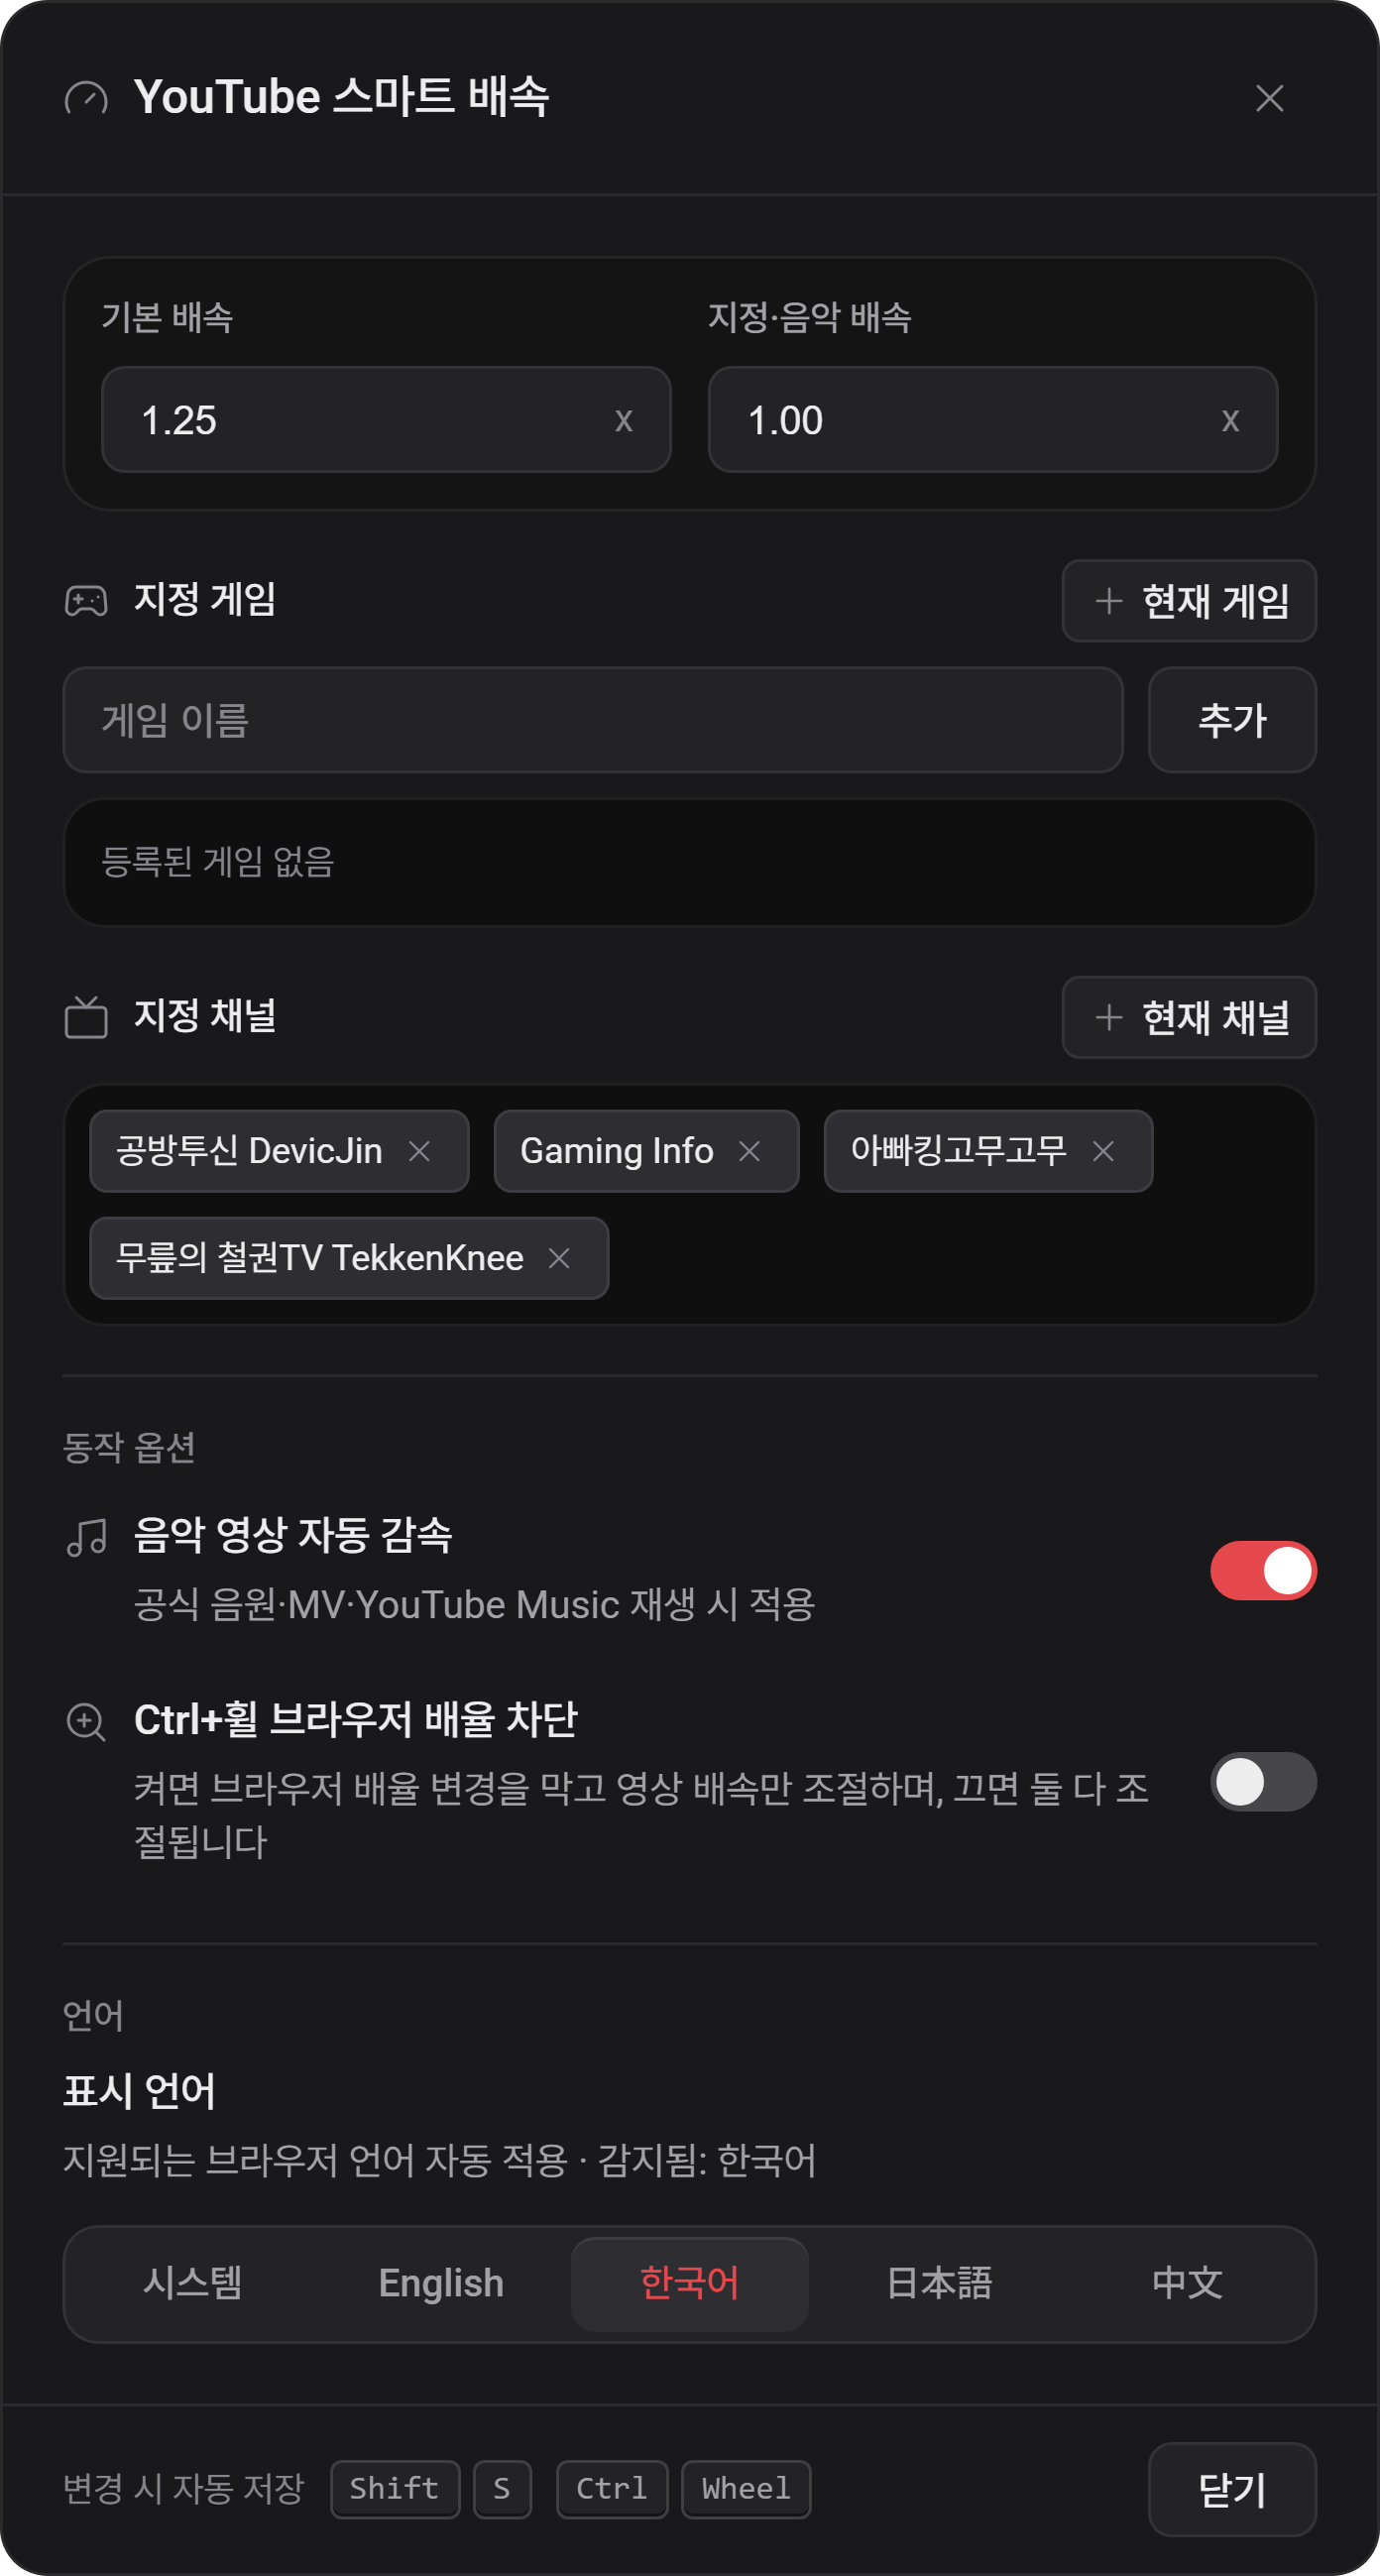 YouTube 스마트 배속
기본 배속
지정·음악 배속
1.25 x
1.00 x
지정 게임
현재 게임
게임 이름
추가
등록된 게임 없음
지정 채널
현재 채널
공방투신 DevicJin
Gaming Info
아빠킹고무고무
무릎의 철권TV TekkenKnee
동작 옵션
음악 영상 자동 감속
공식 음원·MV·YouTube Music 재생 시 적용
Ctrl+휠 브라우저 배율 차단
켜면 브라우저 배율 변경을 막고 영상 배속만 조절하며, 끄면 둘 다 조
절됩니다
언어
표시 언어
지원되는 브라우저 언어 자동 적용 · 감지됨: 한국어
시스템 English 한국어 日本語 中文
변경 시 자동 저장 Shift S Ctrl Wheel
닫기